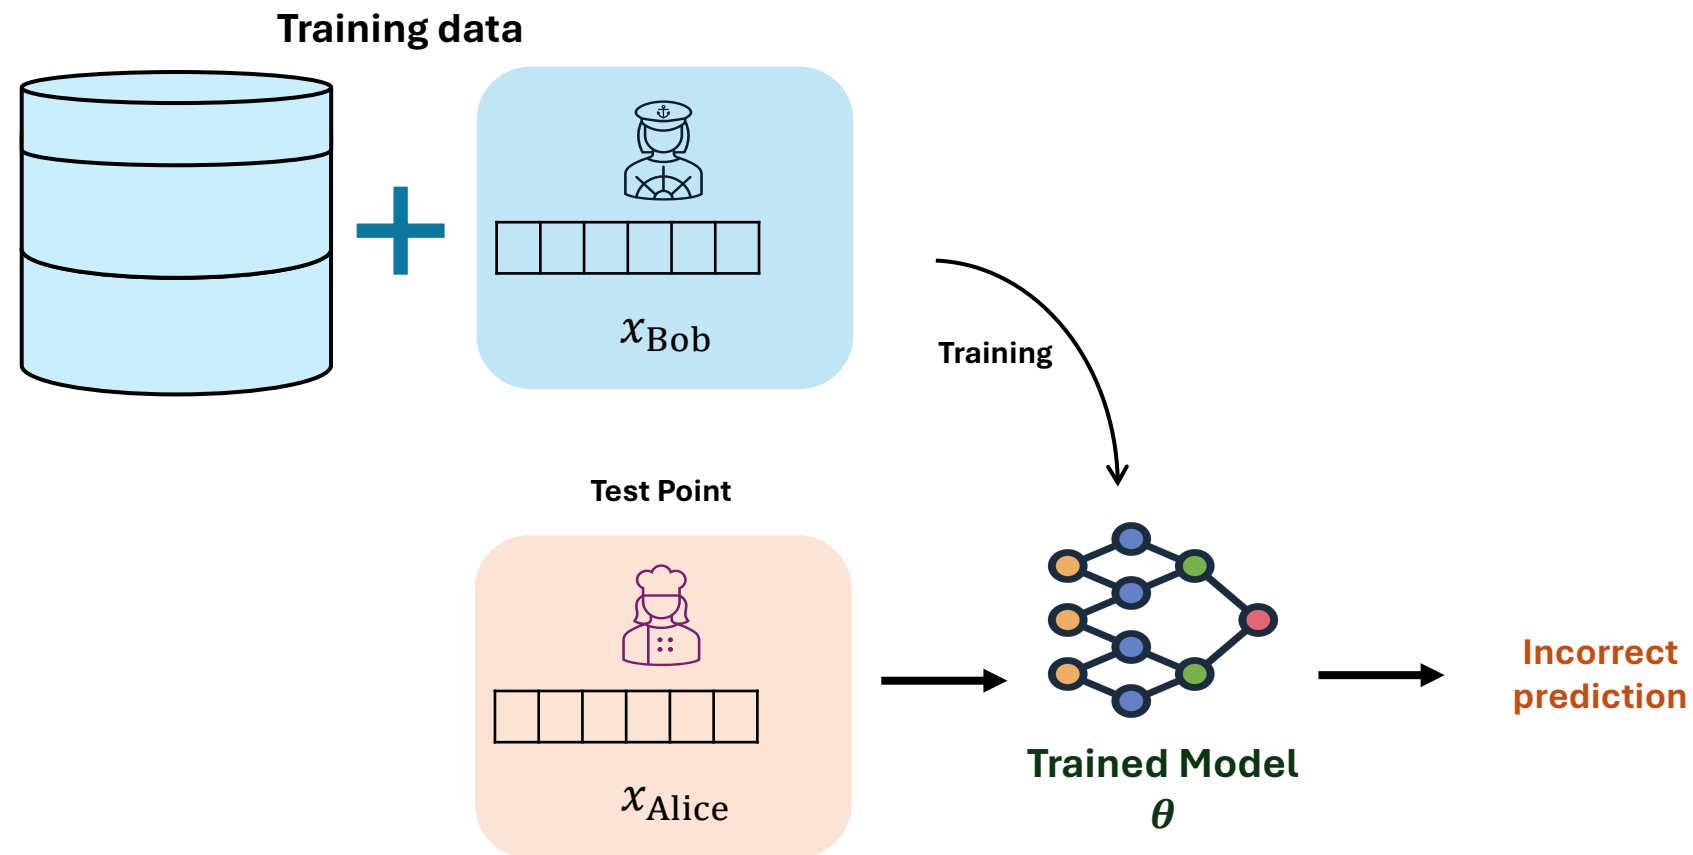 Training data
x_Bob
Training
Test Point
x_Alice
Trained Model
θ
Incorrect
prediction